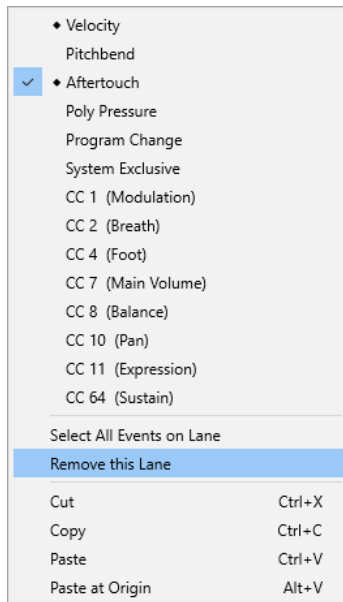 ◆ Velocity
Pitchbend
✓ ◆ Aftertouch
Poly Pressure
Program Change
System Exclusive
CC 1 (Modulation)
CC 2 (Breath)
CC 4 (Foot)
CC 7 (Main Volume)
CC 8 (Balance)
CC 10 (Pan)
CC 11 (Expression)
CC 64 (Sustain)
Select All Events on Lane
Remove this Lane
Cut Ctrl+X
Copy Ctrl+C
Paste Ctrl+V
Paste at Origin Alt+V